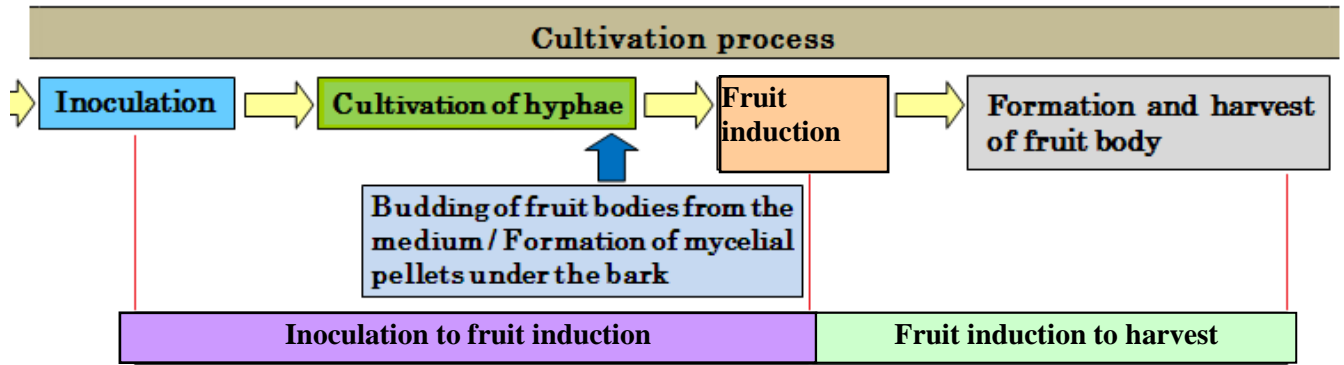 Cultivation process
Inoculation
Cultivation of hyphae
Fruit
induction
Formation and harvest
of fruit body
Budding of fruit bodies from the
medium / Formation of mycelial
pellets under the bark
Inoculation to fruit induction
Fruit induction to harvest